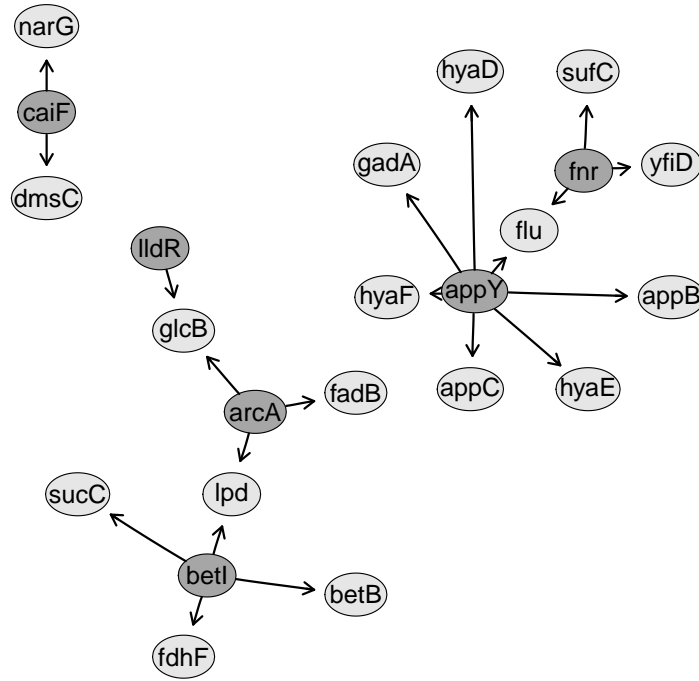 narG
hyaD
sufC
caiF
gadA
fnr
yfiD
dmsC
flu
lldR
hyaF
appY
appB
glcB
appC
hyaE
fadB
arcA
sucC
lpd
betI
betB
fdhF